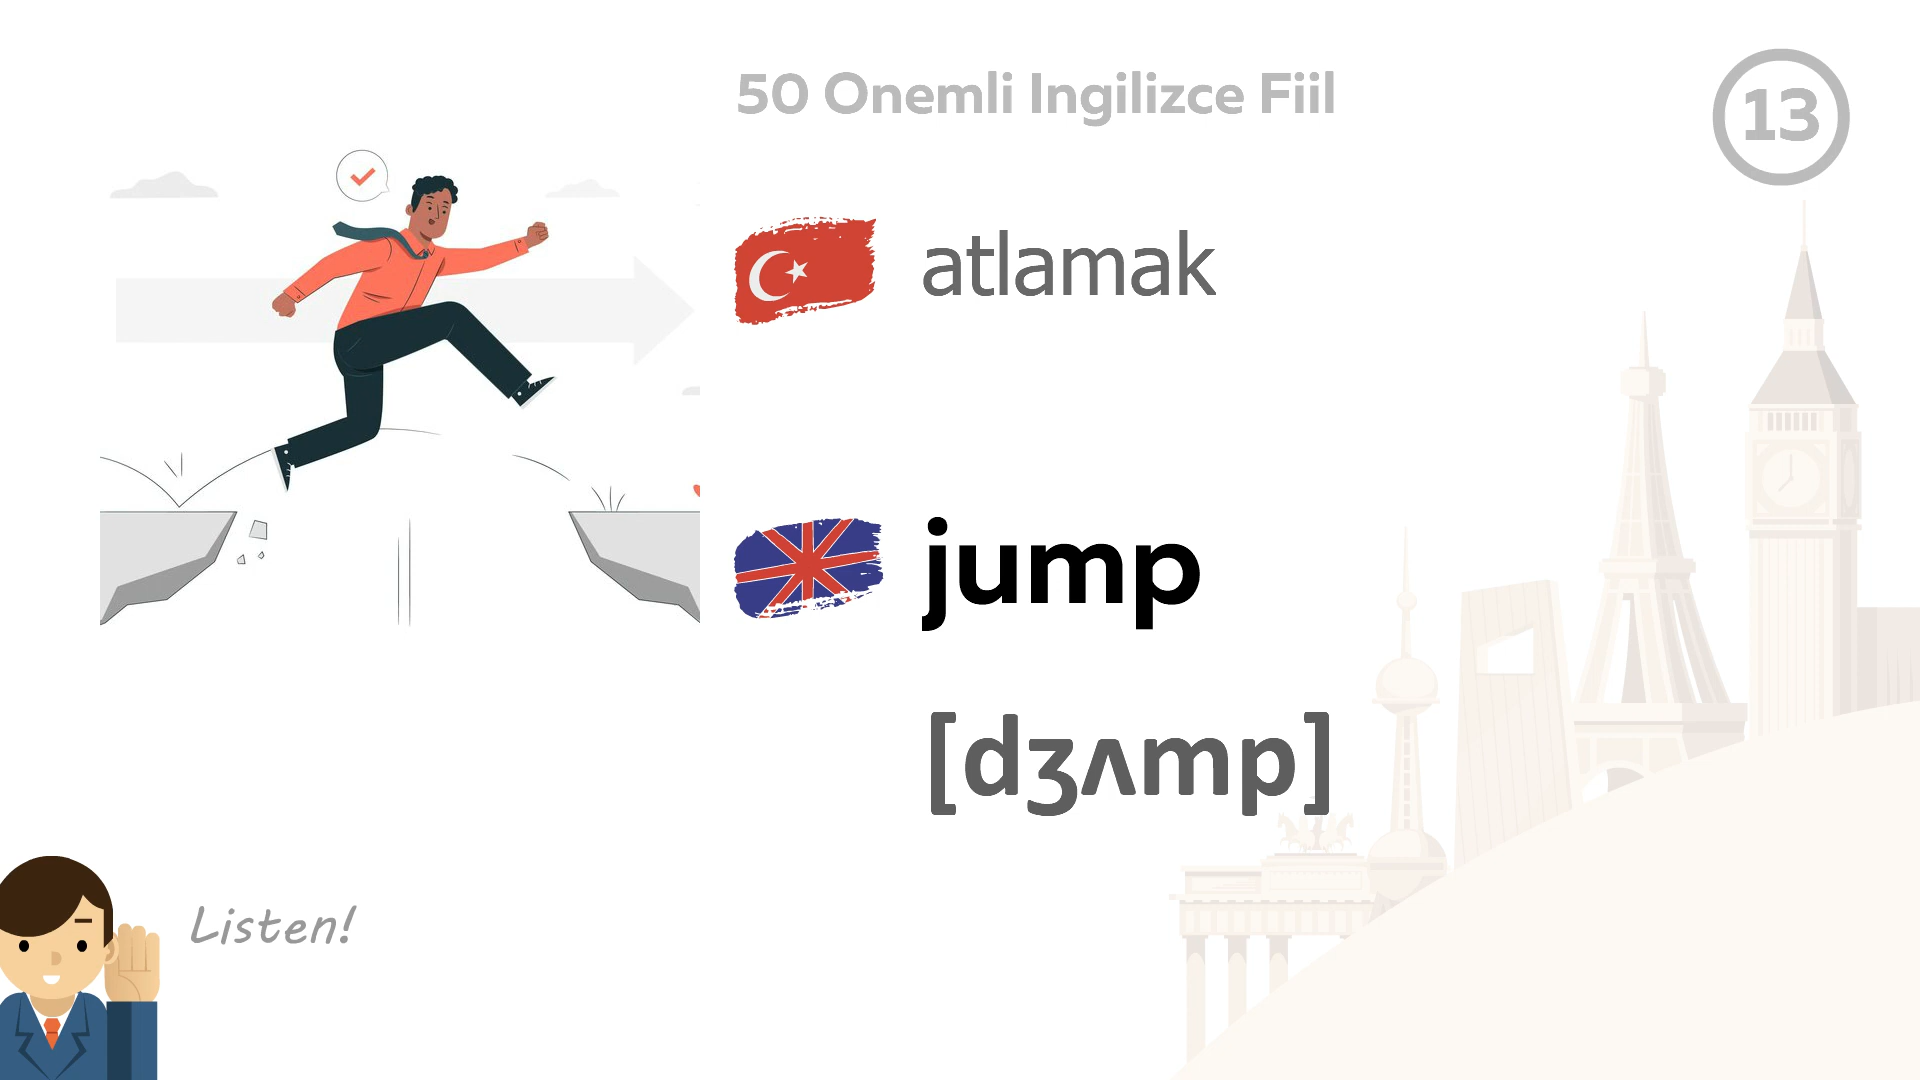 50 Onemli Ingilizce Fiil
13
atlamak
jump
[dʒʌmp]
Listen!